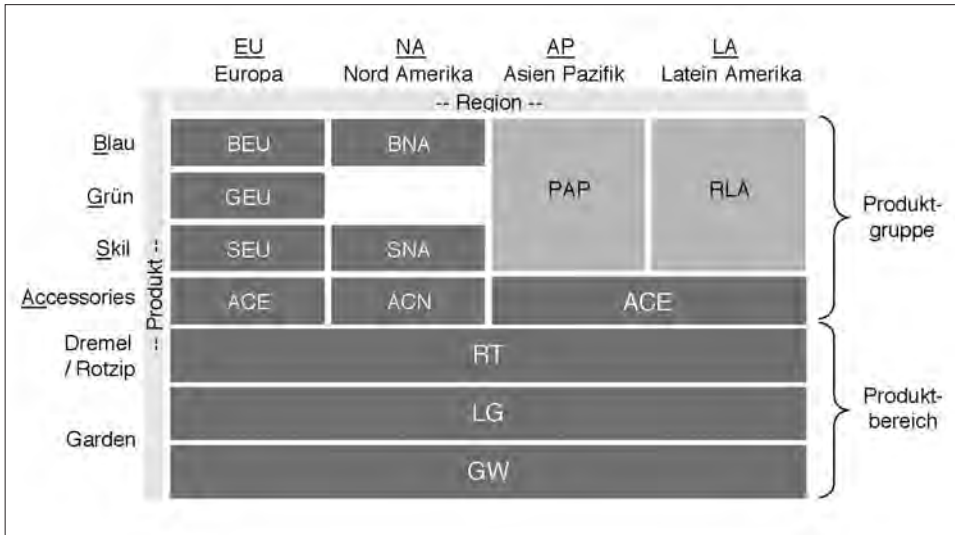 EU NA AP LA
Europa Nord Amerika Asien Pazifik Latein Amerika
-- Region --
-- Produkt --
Blau BEU BNA PAP RLA
Grün GEU
Skil SEU SNA
Accessories ACE ACN ACE
Dremel
/ Rotzip
RT
Garden
LG
GW
Produkt-
gruppe
Produkt-
bereich